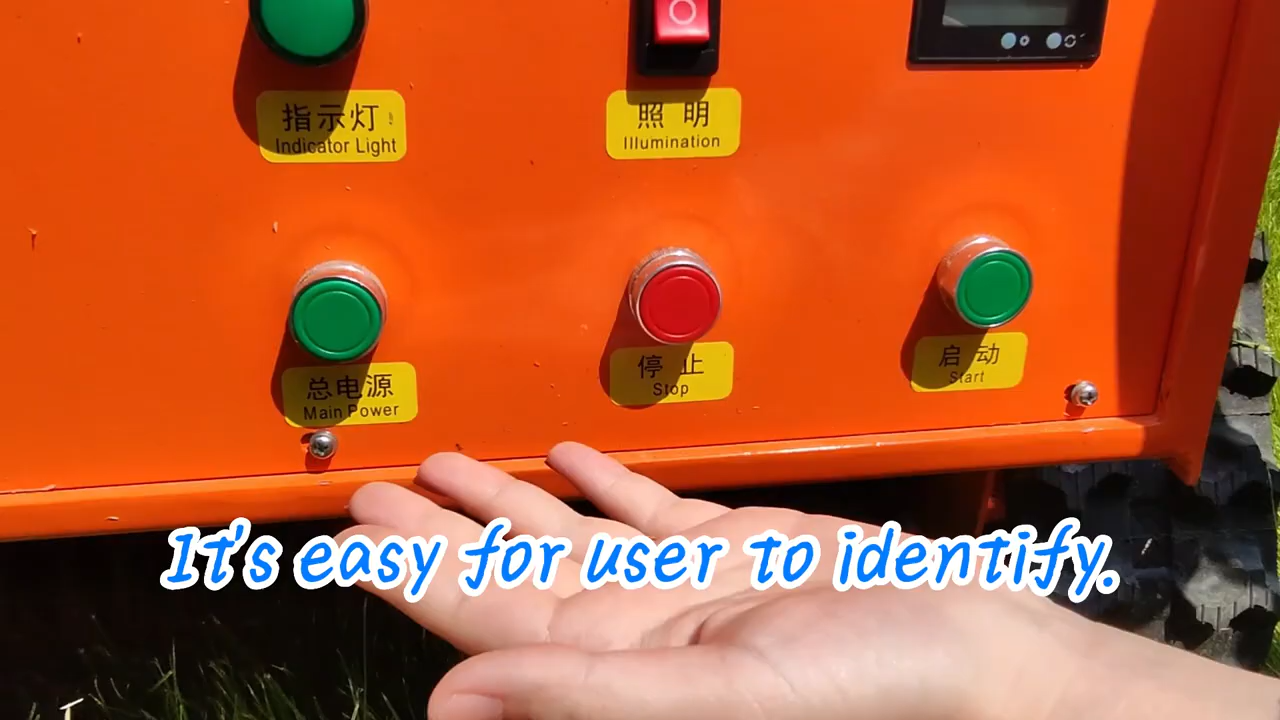 指示灯
Indicator Light
照 明
Illumination
总电源
Main Power
停 止
Stop
启 动
Start
It's easy for user to identify.